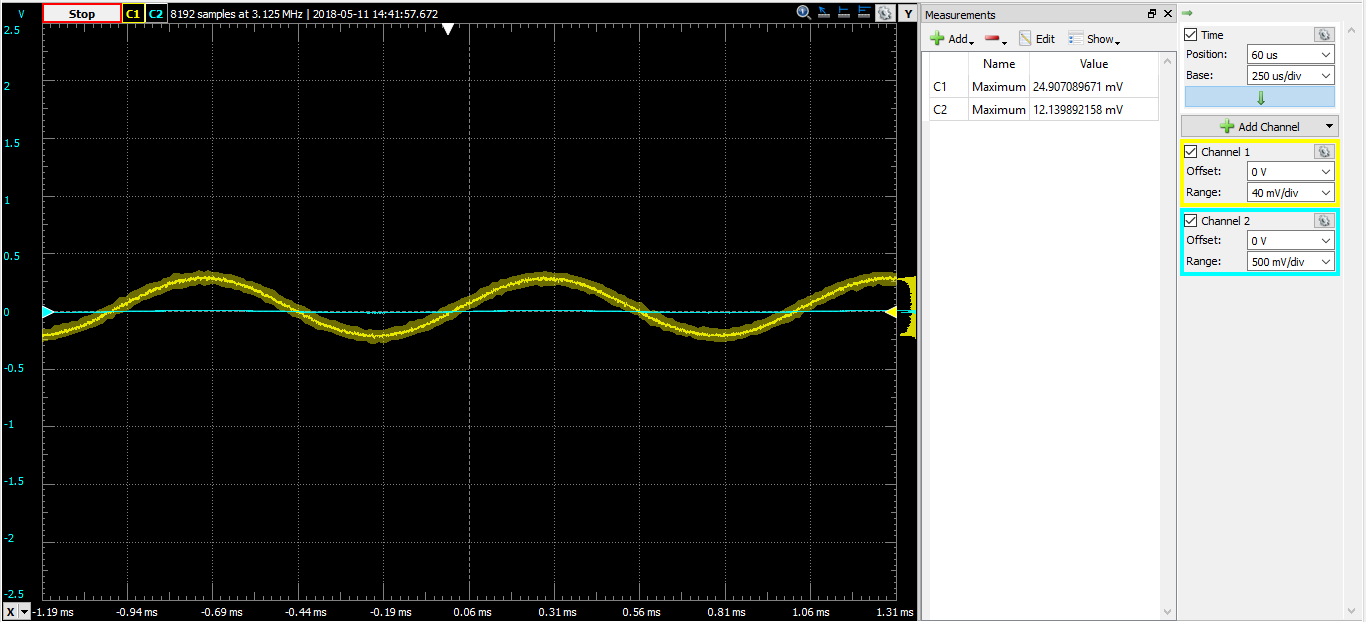 V Stop C1 C2 8192 samples at 3.125 MHz | 2018-05-11 14:41:57.672 Y
2.5
2
1.5
1
0.5
0
-0.5
-1
-1.5
-2
-2.5
X -1.19 ms -0.94 ms -0.69 ms -0.44 ms -0.19 ms 0.06 ms 0.31 ms 0.56 ms 0.81 ms 1.06 ms 1.31 ms
Measurements
Add Edit Show
Name Value
C1 Maximum 24.907089671 mV
C2 Maximum 12.139892158 mV
Time
Position: 60 us
Base: 250 us/div
Add Channel
Channel 1
Offset: 0 V
Range: 40 mV/div
Channel 2
Offset: 0 V
Range: 500 mV/div